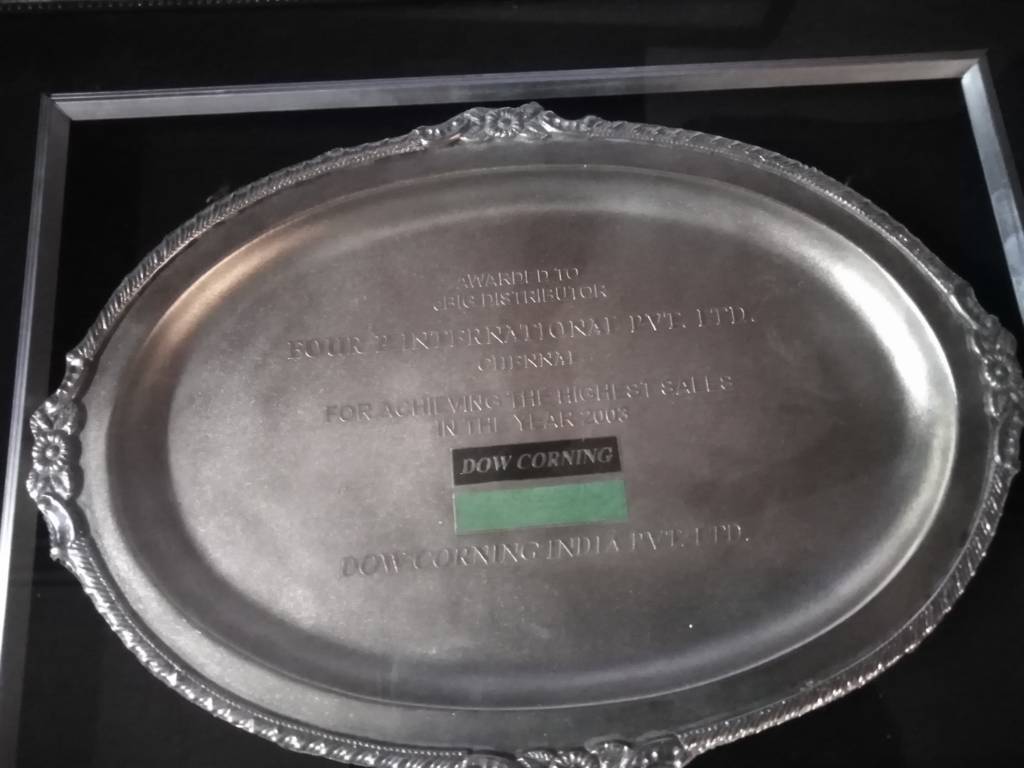 AWARDED TO
GBIG DISTRIBUTOR
FOUR P INTERNATIONAL PVT. LTD.
CHENNAI
FOR ACHIEVING THE HIGHEST SALES
IN THE YEAR 2003
DOW CORNING
DOW CORNING INDIA PVT. LTD.